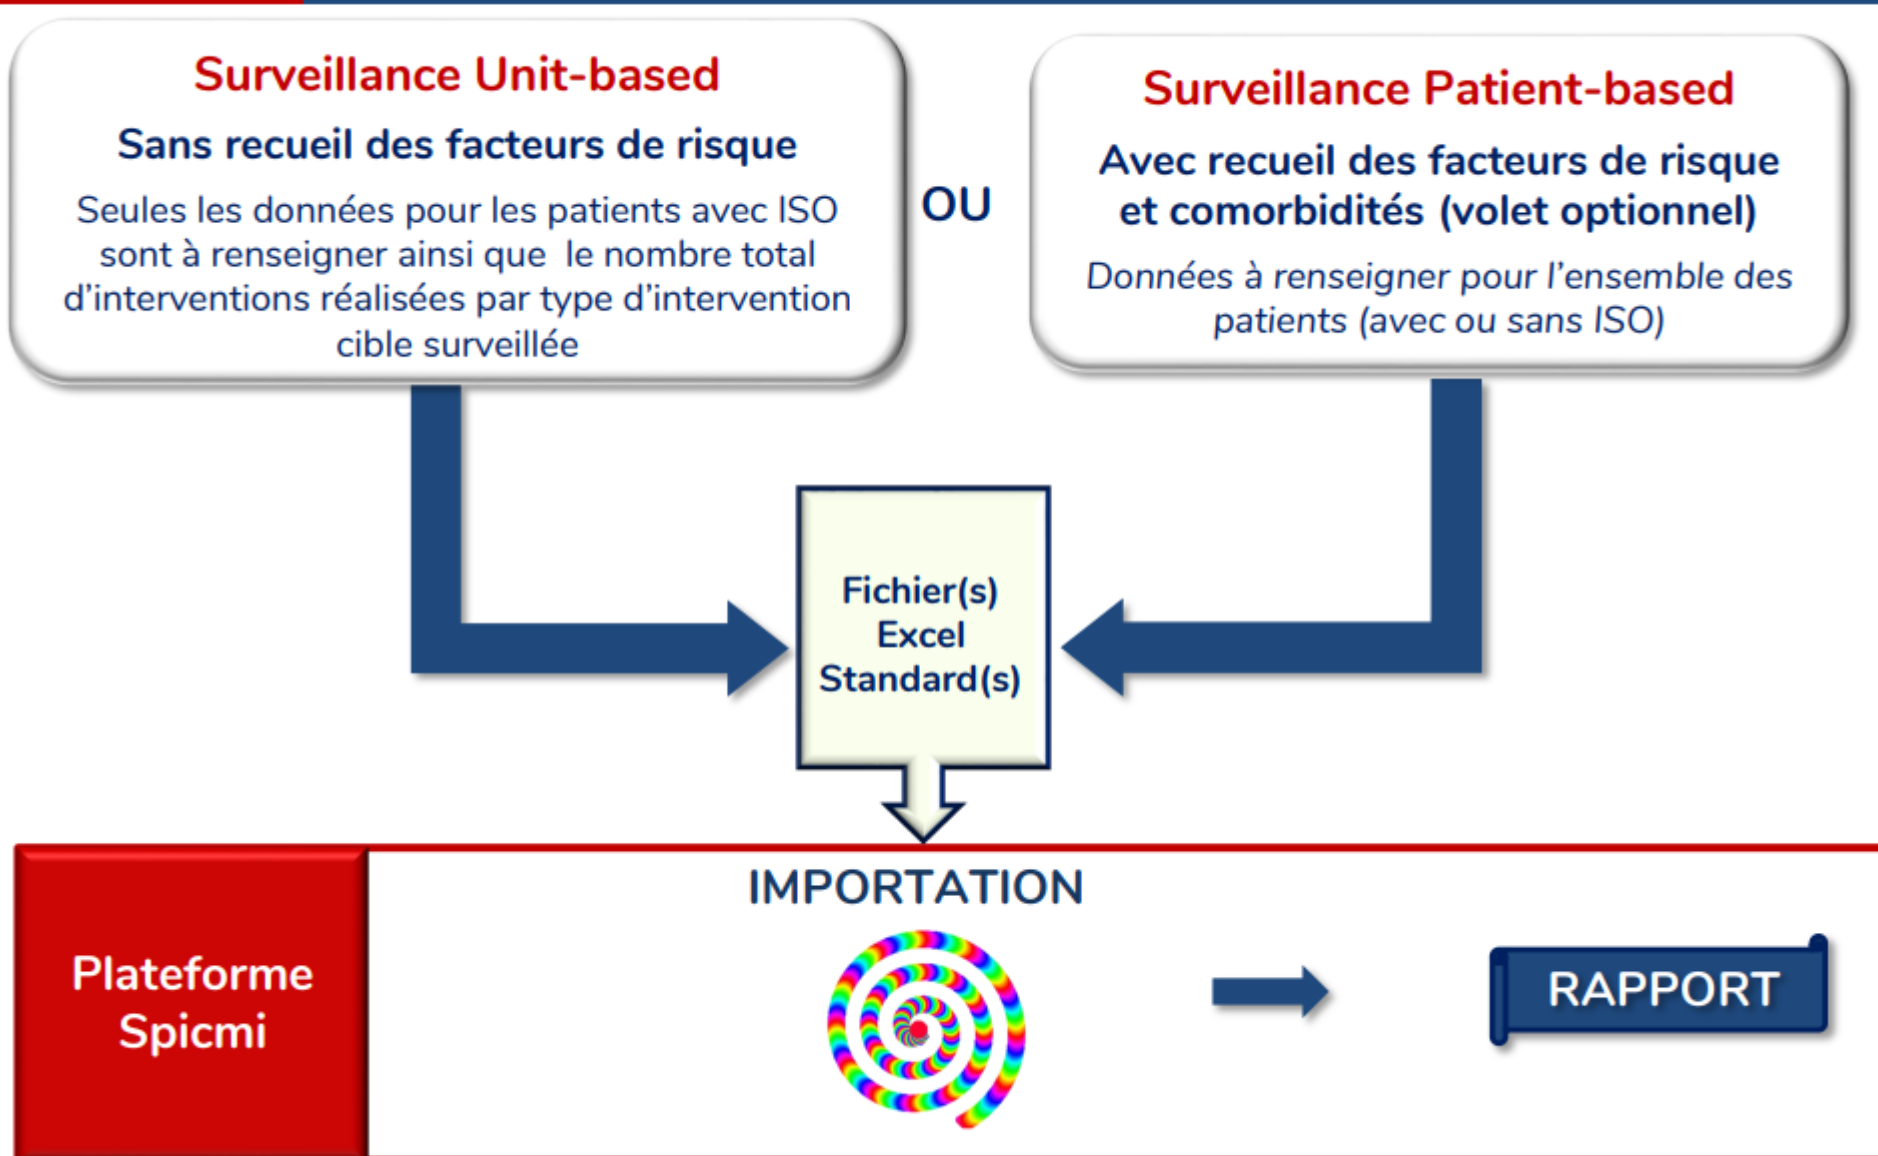 Surveillance Unit-based
Sans recueil des facteurs de risque
Seules les données pour les patients avec ISO
sont à renseigner ainsi que le nombre total
d'interventions réalisées par type d'intervention
cible surveillée
OU
Surveillance Patient-based
Avec recueil des facteurs de risque
et comorbidités (volet optionnel)
Données à renseigner pour l'ensemble des
patients (avec ou sans ISO)
Fichier(s)
Excel
Standard(s)
Plateforme
Spicmi
IMPORTATION
RAPPORT